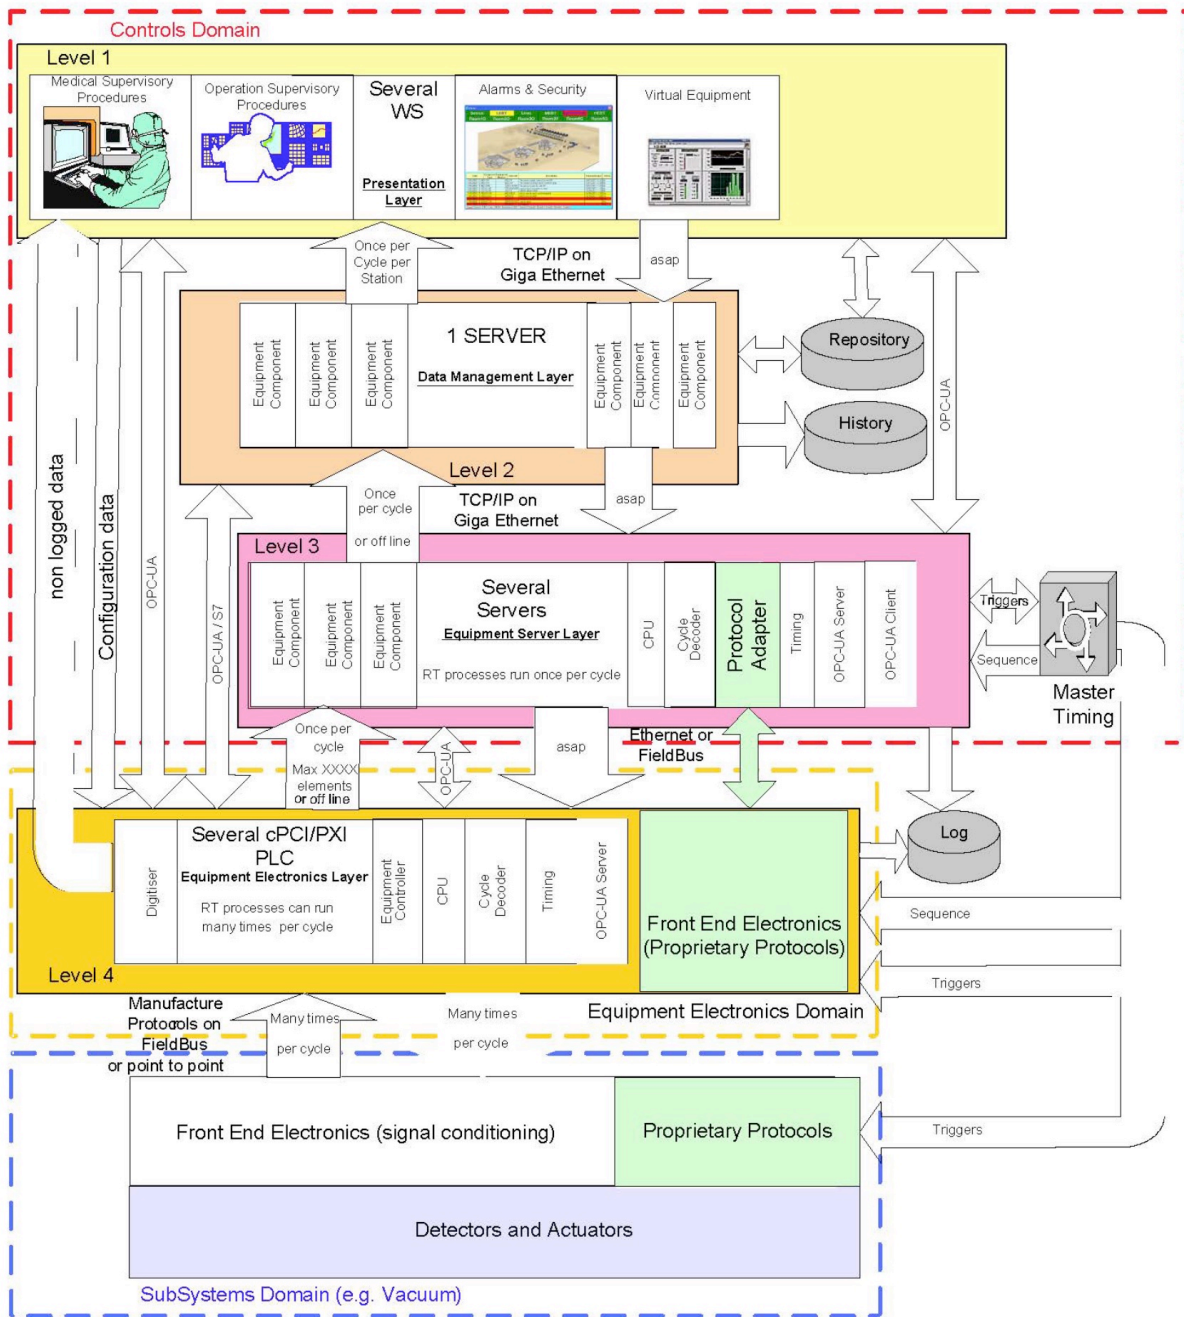 Controls Domain
Level 1
Medical Supervisory
Procedures
Operation Supervisory
Procedures
Several
WS
Presentation
Layer
Alarms & Security
Virtual Equipment
Once per
Cycle per
Station
TCP/IP on
Giga Ethernet
asap
Equipment
Component
Equipment
Component
Equipment
Component
1 SERVER
Data Management Layer
Equipment
Component
Equipment
Component
Equipment
Component
Level 2
Repository
History
OPC-UA
non logged data
Configuration data
OPC-UA
OPC-UA / S7
Once
per cycle
or off line
TCP/IP on
Giga Ethernet
asap
Level 3
Equipment
Component
Equipment
Component
Equipment
Component
Several
Servers
Equipment Server Layer
RT processes run once per cycle
CPU
Cycle
Decoder
Protocol
Adapter
Timing
OPC-UA Server
OPC-UA Client
Triggers
Sequence
Master
Timing
Once per
cycle
Max XXXX
elements
or off line
OPC-UA
asap
Ethernet or
FieldBus
Digitiser
Several cPCI/PXI
PLC
Equipment Electronics Layer
RT processes can run
many times per cycle
Equipment
Controller
CPU
Cycle
Decoder
Timing
OPC-UA Server
Front End Electronics
(Proprietary Protocols)
Log
Sequence
Level 4
Triggers
Equipment Electronics Domain
Manufacture
Protocols on
FieldBus
or point to point
Many times
per cycle
Many times
per cycle
Front End Electronics (signal conditioning)
Proprietary Protocols
Triggers
Detectors and Actuators
SubSystems Domain (e.g. Vacuum)